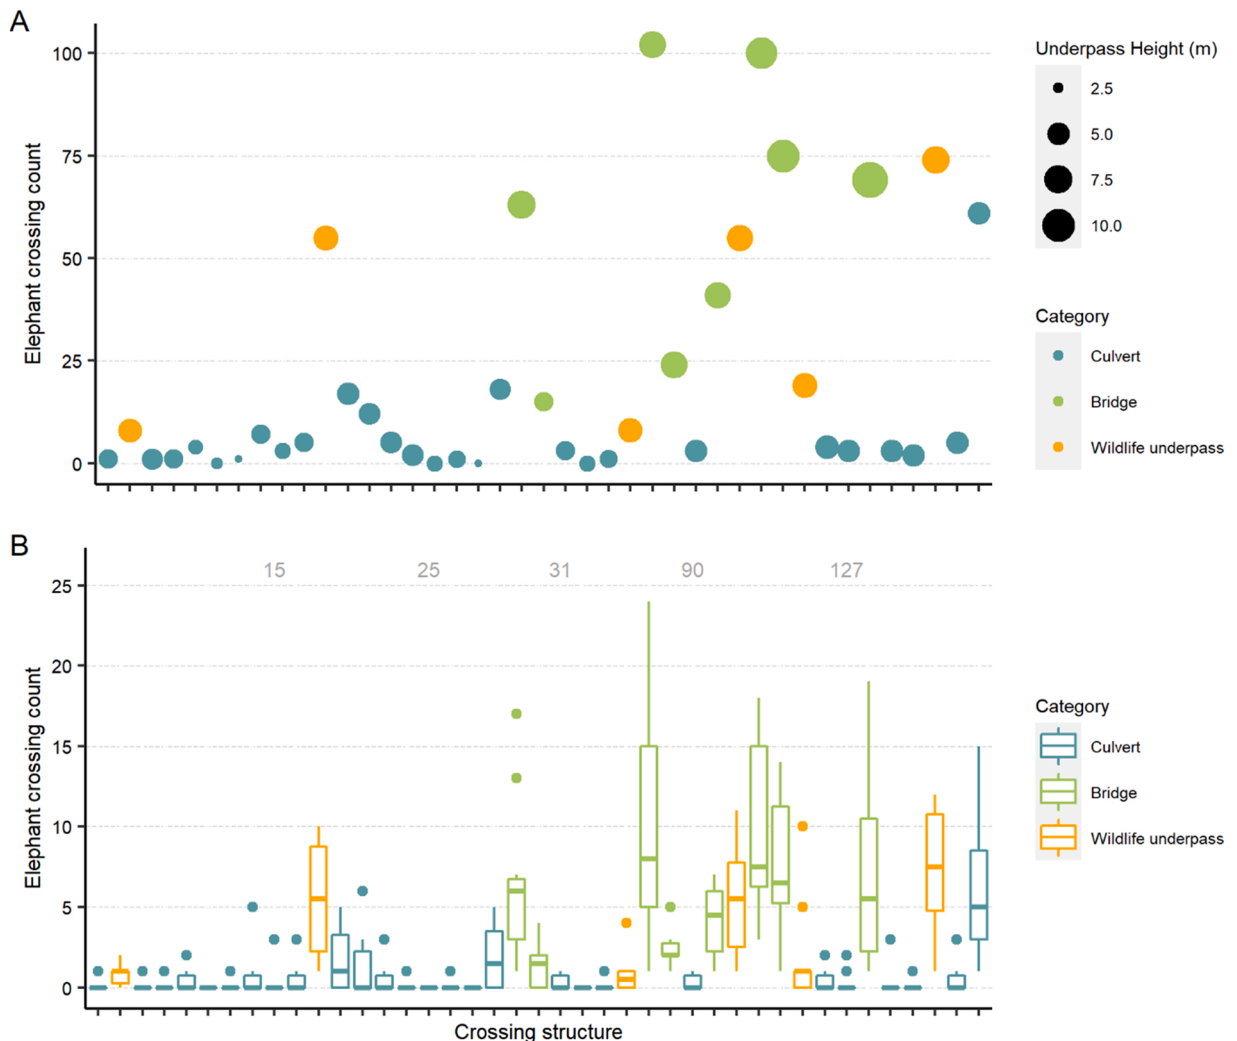 A
Elephant crossing count
100
75
50
25
0
Underpass Height (m)
2.5
5.0
7.5
10.0
Category
Culvert
Bridge
Wildlife underpass
B
Elephant crossing count
25
20
15
10
5
0
15 25 31 90 127
Crossing structure
Category
Culvert
Bridge
Wildlife underpass